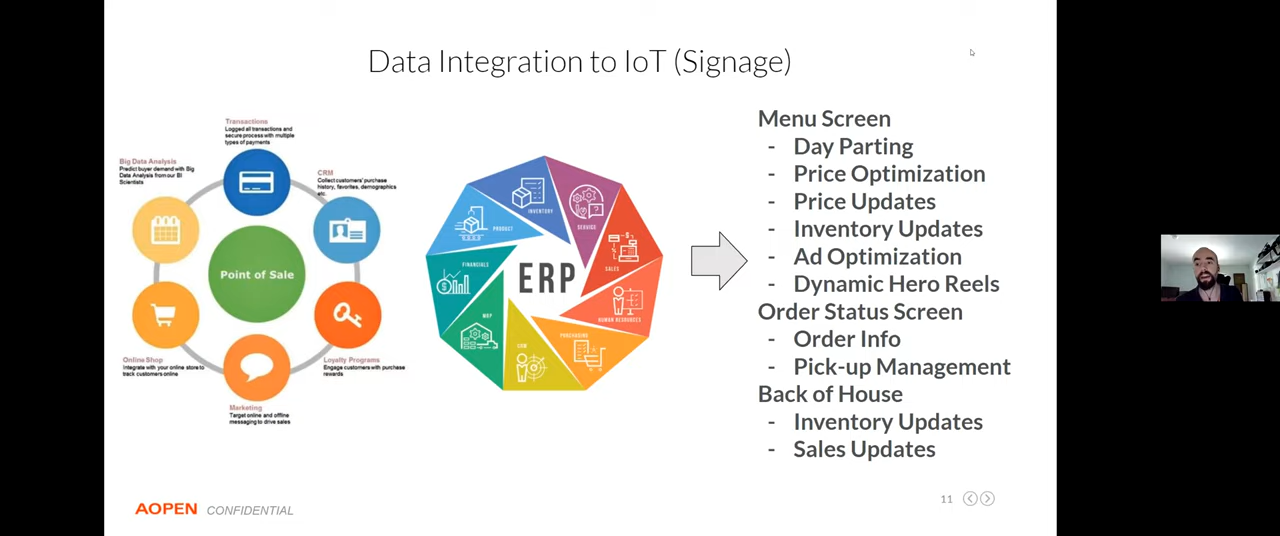 Data Integration to IoT (Signage)
Transactions
Logged all transactions and
secure process with multiple
types of payments
Big Data Analysis
Predict buyer demand with Big
Data Analysis from our BI
Scientists
CRM
Collect customers' purchase
history, favorites, demographics
etc.
Point of Sale
Online Shop
Integrate with your online store to
track customers online
Loyalty Programs
Engage customers with purchase
rewards
Marketing
Target online and offline
messaging to drive sales
INVENTORY
SERVICE
PRODUCT
SALES
FINANCIALS
ERP
HUMAN RESOURCES
MRP
PURCHASING
CRM
Menu Screen
- Day Parting
- Price Optimization
- Price Updates
- Inventory Updates
- Ad Optimization
- Dynamic Hero Reels
Order Status Screen
- Order Info
- Pick-up Management
Back of House
- Inventory Updates
- Sales Updates
AOPEN CONFIDENTIAL
11